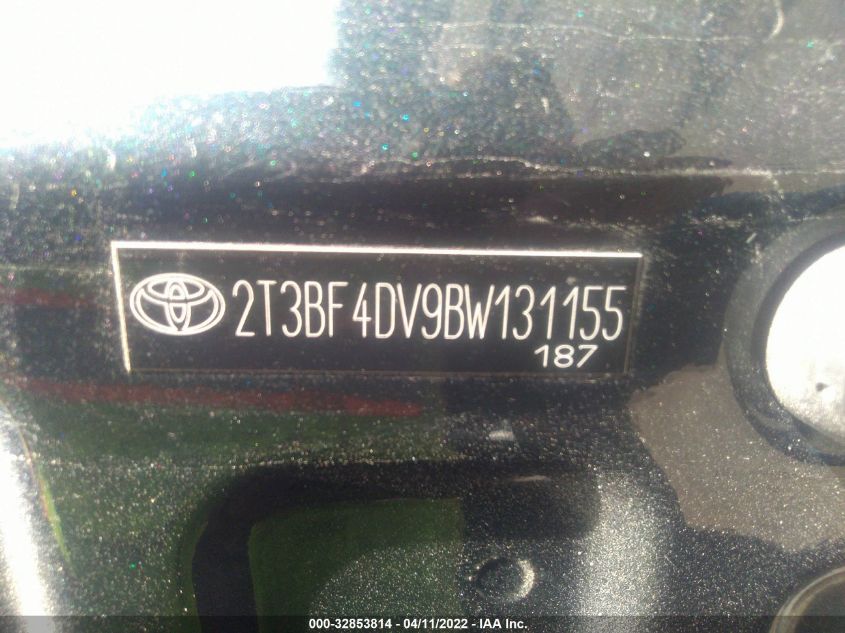 2T3BF4DV9BW131155
187
000-32853814 - 04/11/2022 - IAA Inc.